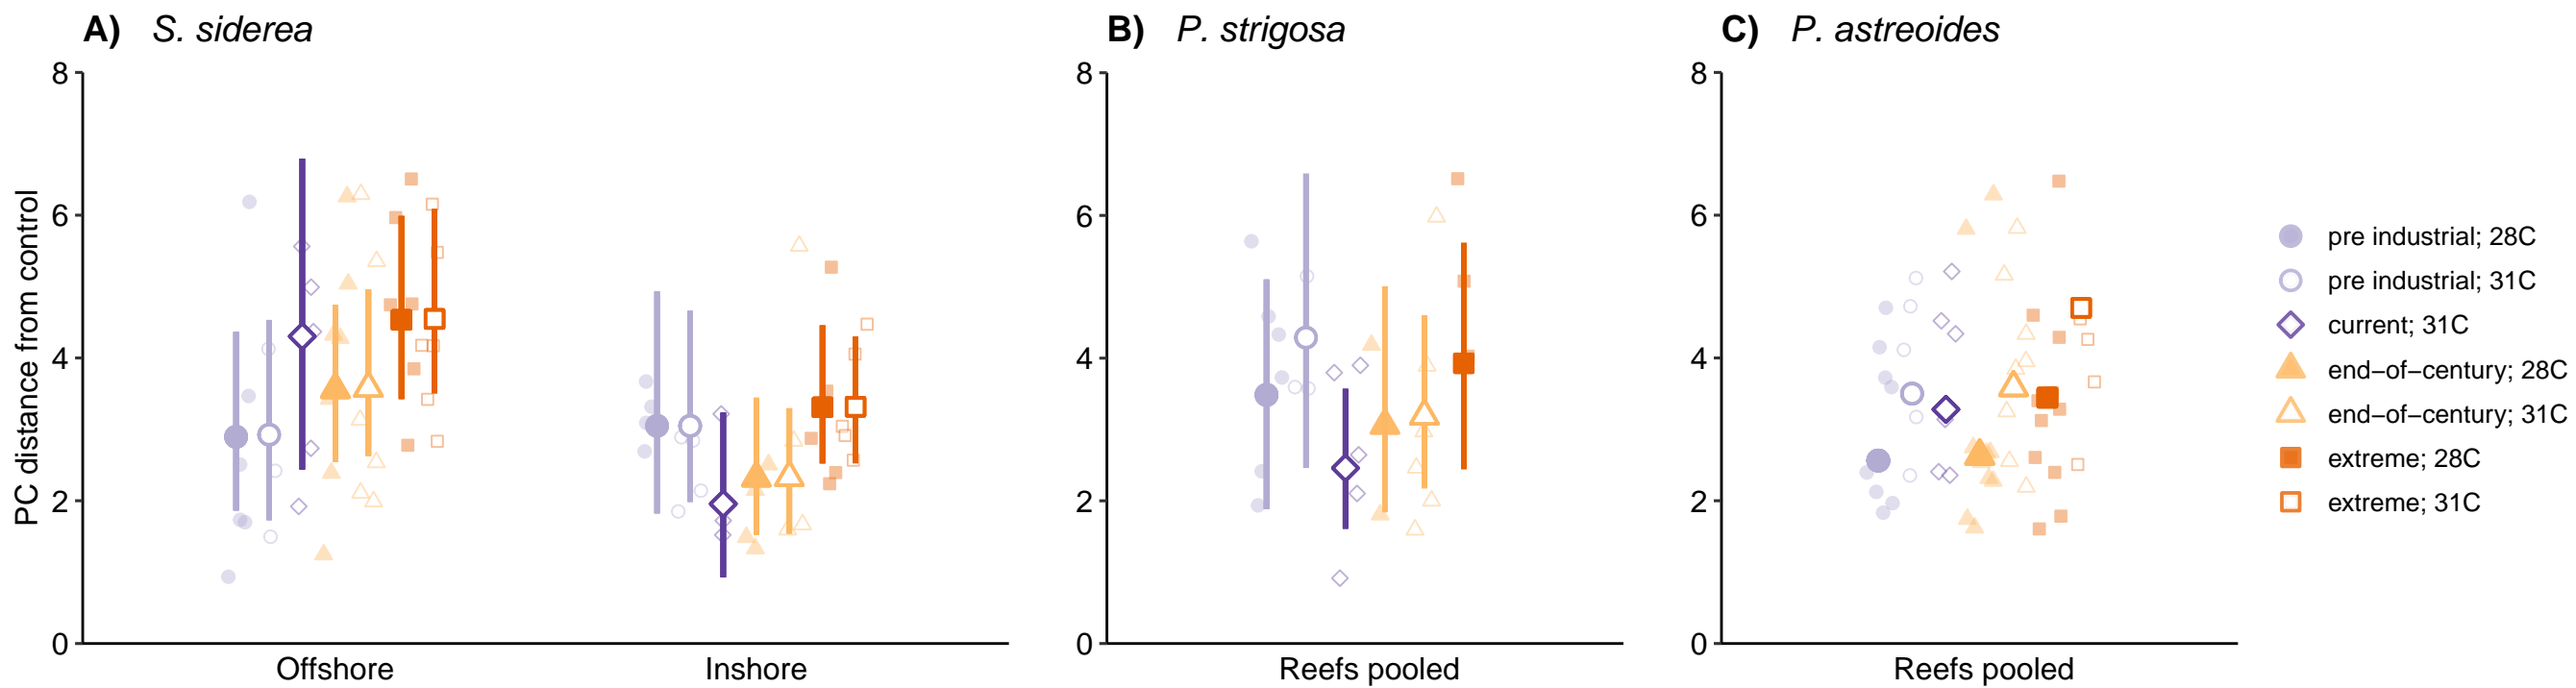 A) S. siderea
B) P. strigosa
C) P. astreoides
PC distance from control
8
6
4
2
0
Offshore
Inshore
8
6
4
2
0
Reefs pooled
8
6
4
2
0
Reefs pooled
pre industrial; 28C
pre industrial; 31C
current; 31C
end−of−century; 28C
end−of−century; 31C
extreme; 28C
extreme; 31C